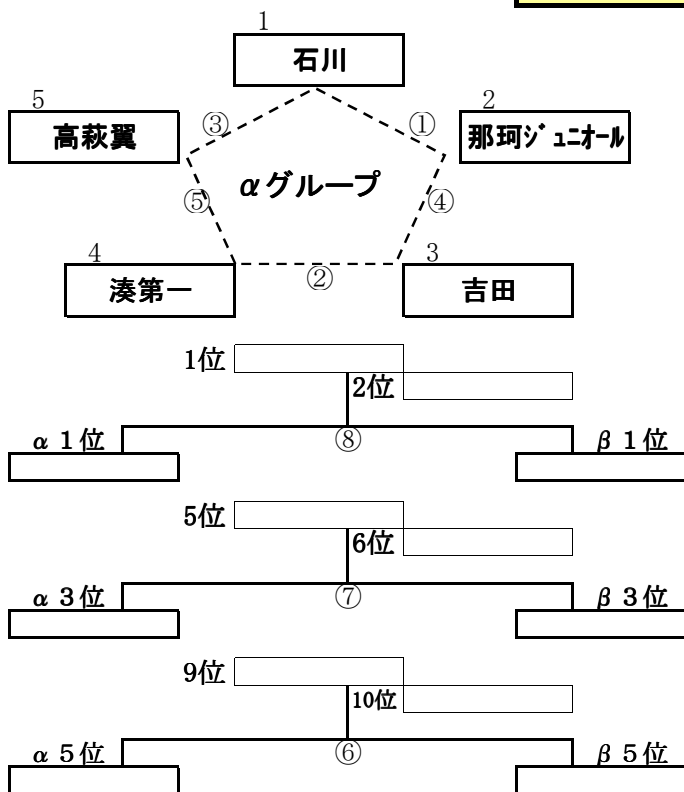 1
石川
5
2
高萩翼
③
①
那珂ｼﾞｭﾆｵｰﾙ
αグループ
⑤
④
4
3
湊第一
②
吉田
1位
2位
α 1位
⑧
β 1位
5位
6位
α 3位
⑦
β 3位
9位
10位
α 5位
⑥
β 5位